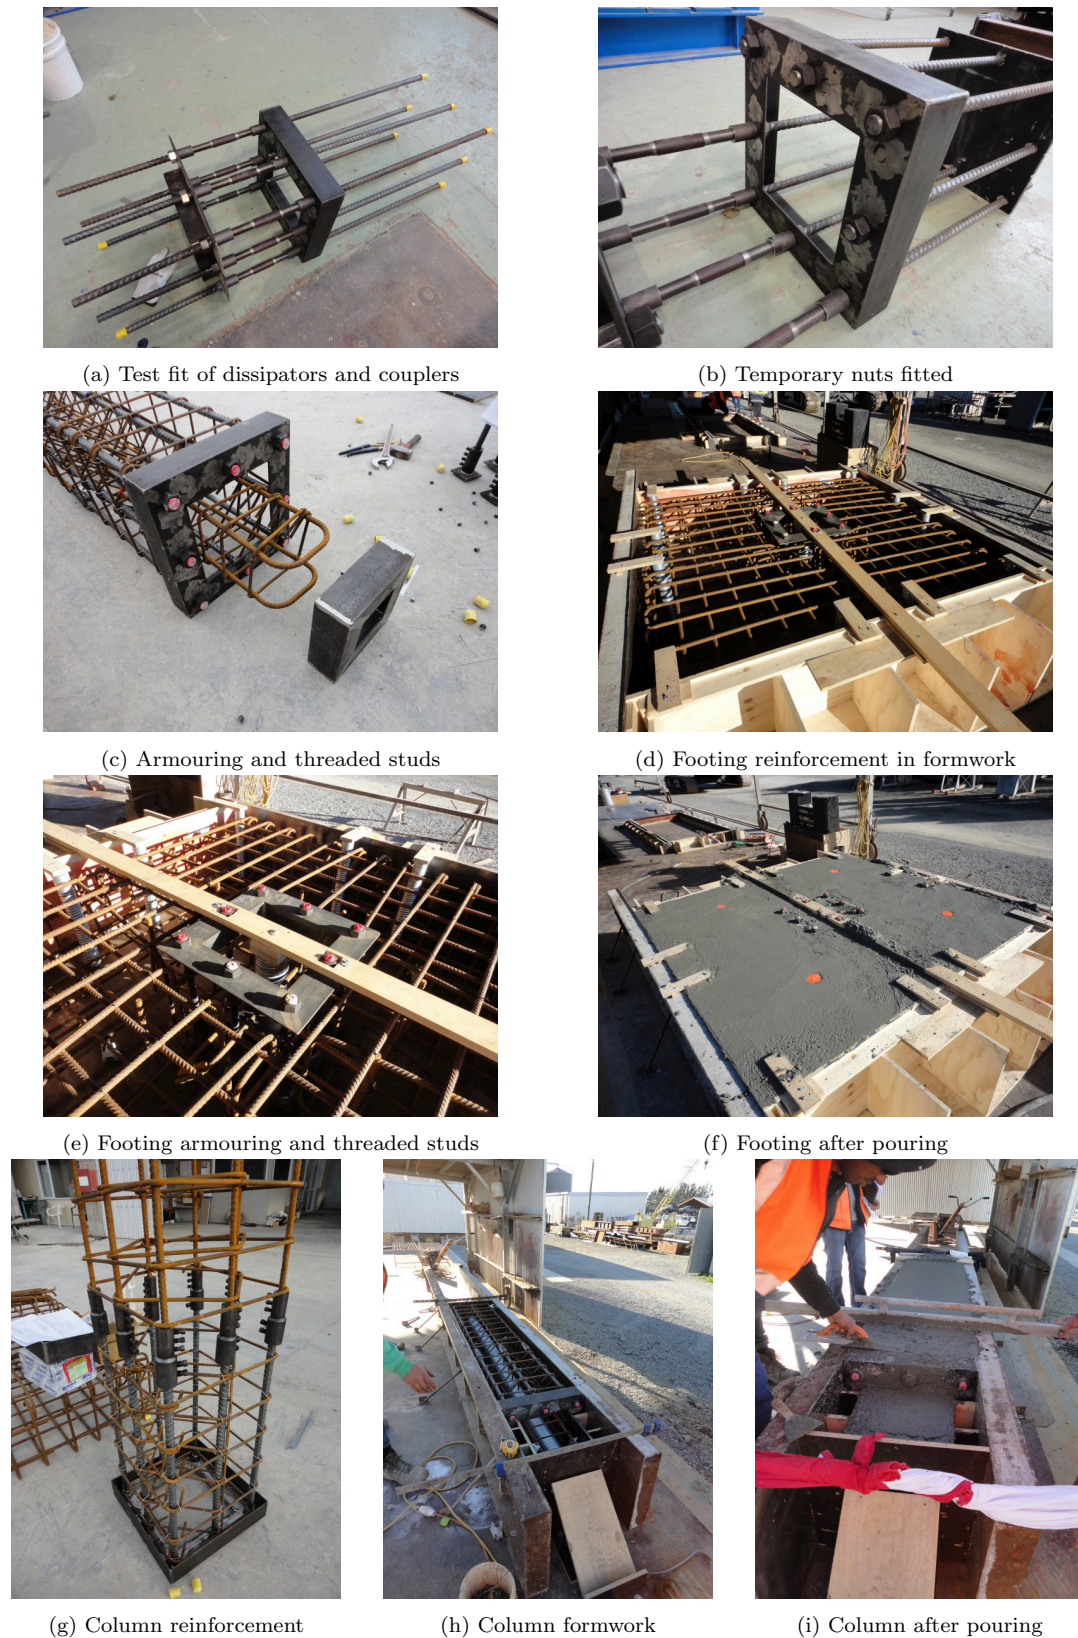 (a) Test fit of dissipators and couplers
(b) Temporary nuts fitted
(c) Armouring and threaded studs
(d) Footing reinforcement in formwork
(e) Footing armouring and threaded studs
(f) Footing after pouring
(g) Column reinforcement
(h) Column formwork
(i) Column after pouring